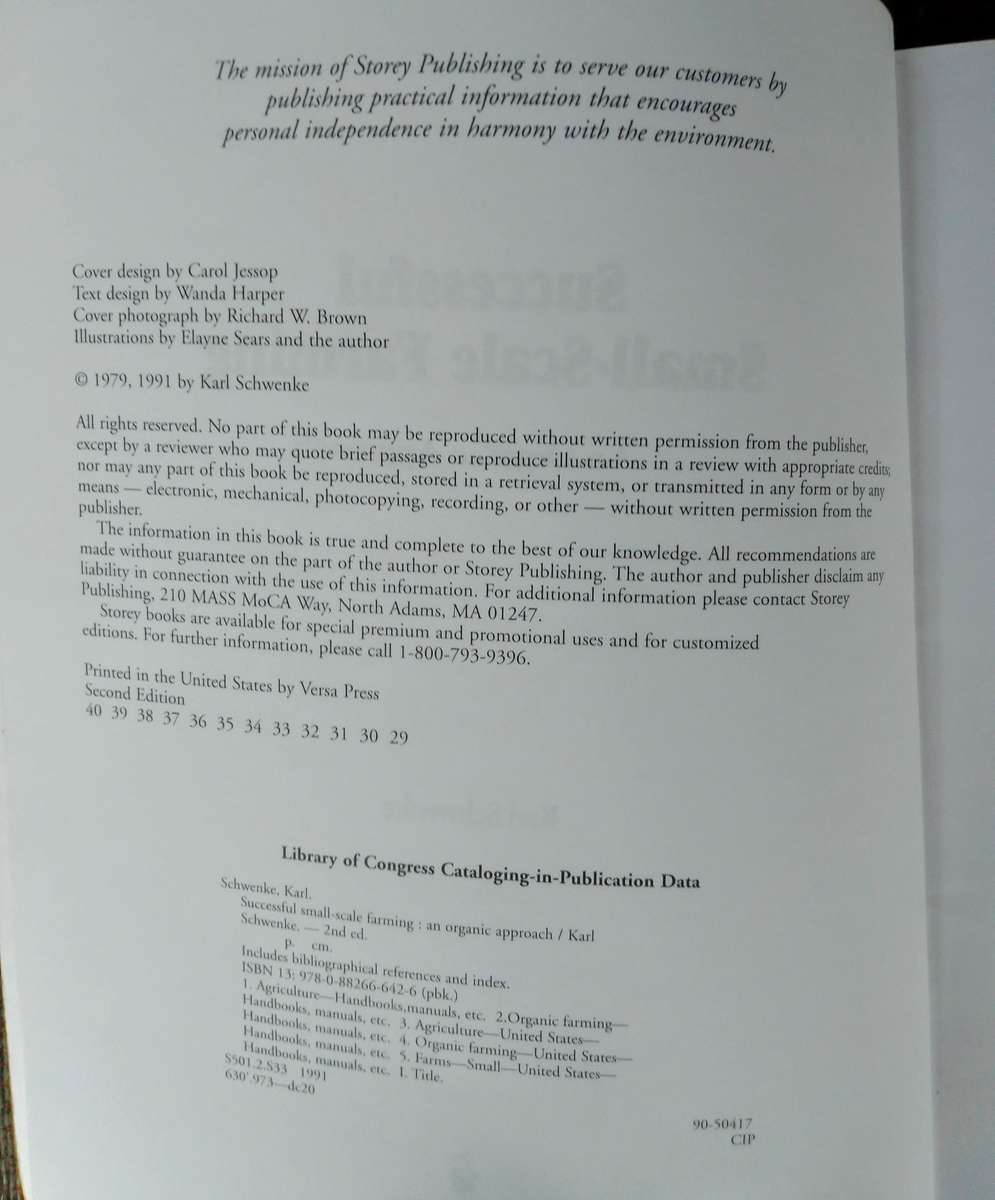 The mission of Storey Publishing is to serve our customers by
publishing practical information that encourages
personal independence in harmony with the environment.
Cover design by Carol Jessop
Text design by Wanda Harper
Cover photograph by Richard W. Brown
Illustrations by Elayne Sears and the author
© 1979, 1991 by Karl Schwenke
All rights reserved. No part of this book may be reproduced without written permission from the publisher,
except by a reviewer who may quote brief passages or reproduce illustrations in a review with appropriate credits;
nor may any part of this book be reproduced, stored in a retrieval system, or transmitted in any form or by any
means — electronic, mechanical, photocopying, recording, or other — without written permission from the
publisher.
The information in this book is true and complete to the best of our knowledge. All recommendations are
made without guarantee on the part of the author or Storey Publishing. The author and publisher disclaim any
liability in connection with the use of this information. For additional information please contact Storey
Publishing, 210 MASS MoCA Way, North Adams, MA 01247.
Storey books are available for special premium and promotional uses and for customized
editions. For further information, please call 1-800-793-9396.
Printed in the United States by Versa Press
Second Edition
40 39 38 37 36 35 34 33 32 31 30 29
Library of Congress Cataloging-in-Publication Data
Schwenke, Karl.
Successful small-scale farming : an organic approach / Karl
Schwenke. — 2nd ed.
p. cm.
Includes bibliographical references and index.
ISBN 13: 978-0-88266-642-6 (pbk.)
1. Agriculture—Handbooks,manuals, etc. 2.Organic farming—
Handbooks, manuals, etc. 3. Agriculture—United States—
Handbooks, manuals, etc. 4. Organic farming—United States—
Handbooks, manuals, etc. 5. Farms—Small—United States—
Handbooks, manuals, etc. I. Title.
S501.2.S33 1991
630'.973—dc20
90-50417
CIP